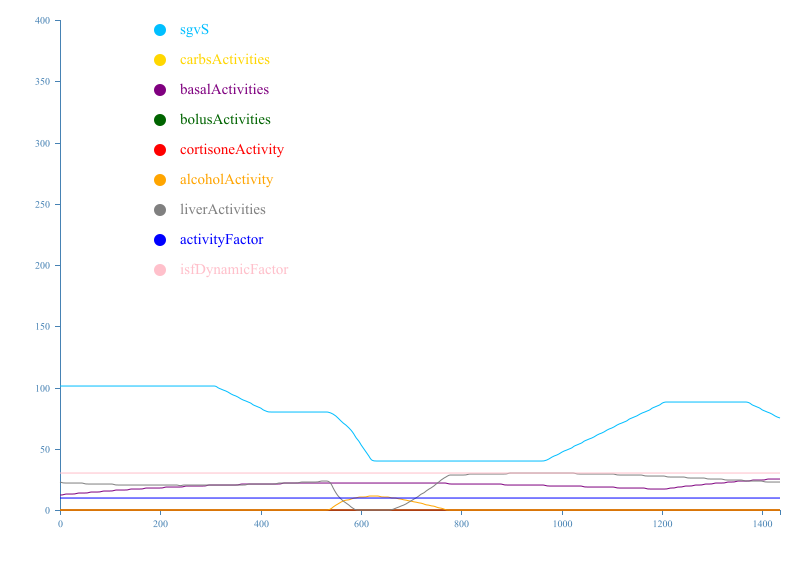 400
sgvS
carbsActivities
350
basalActivities
bolusActivities
300
cortisoneActivity
alcoholActivity
250
liverActivities
activityFactor
isfDynamicFactor
200
150
100
50
0
0 200 400 600 800 1000 1200 1400